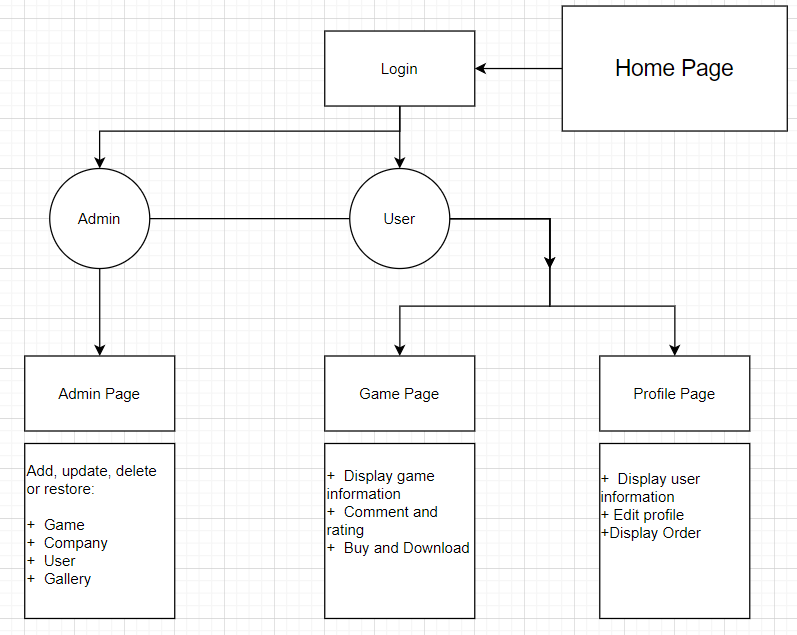 Home Page
Login
Admin
User
Admin Page
Game Page
Profile Page
Add, update, delete
or restore:
+ Game
+ Company
+ User
+ Gallery
+ Display game
information
+ Comment and
rating
+ Buy and Download
+ Display user
information
+ Edit profile
+Display Order